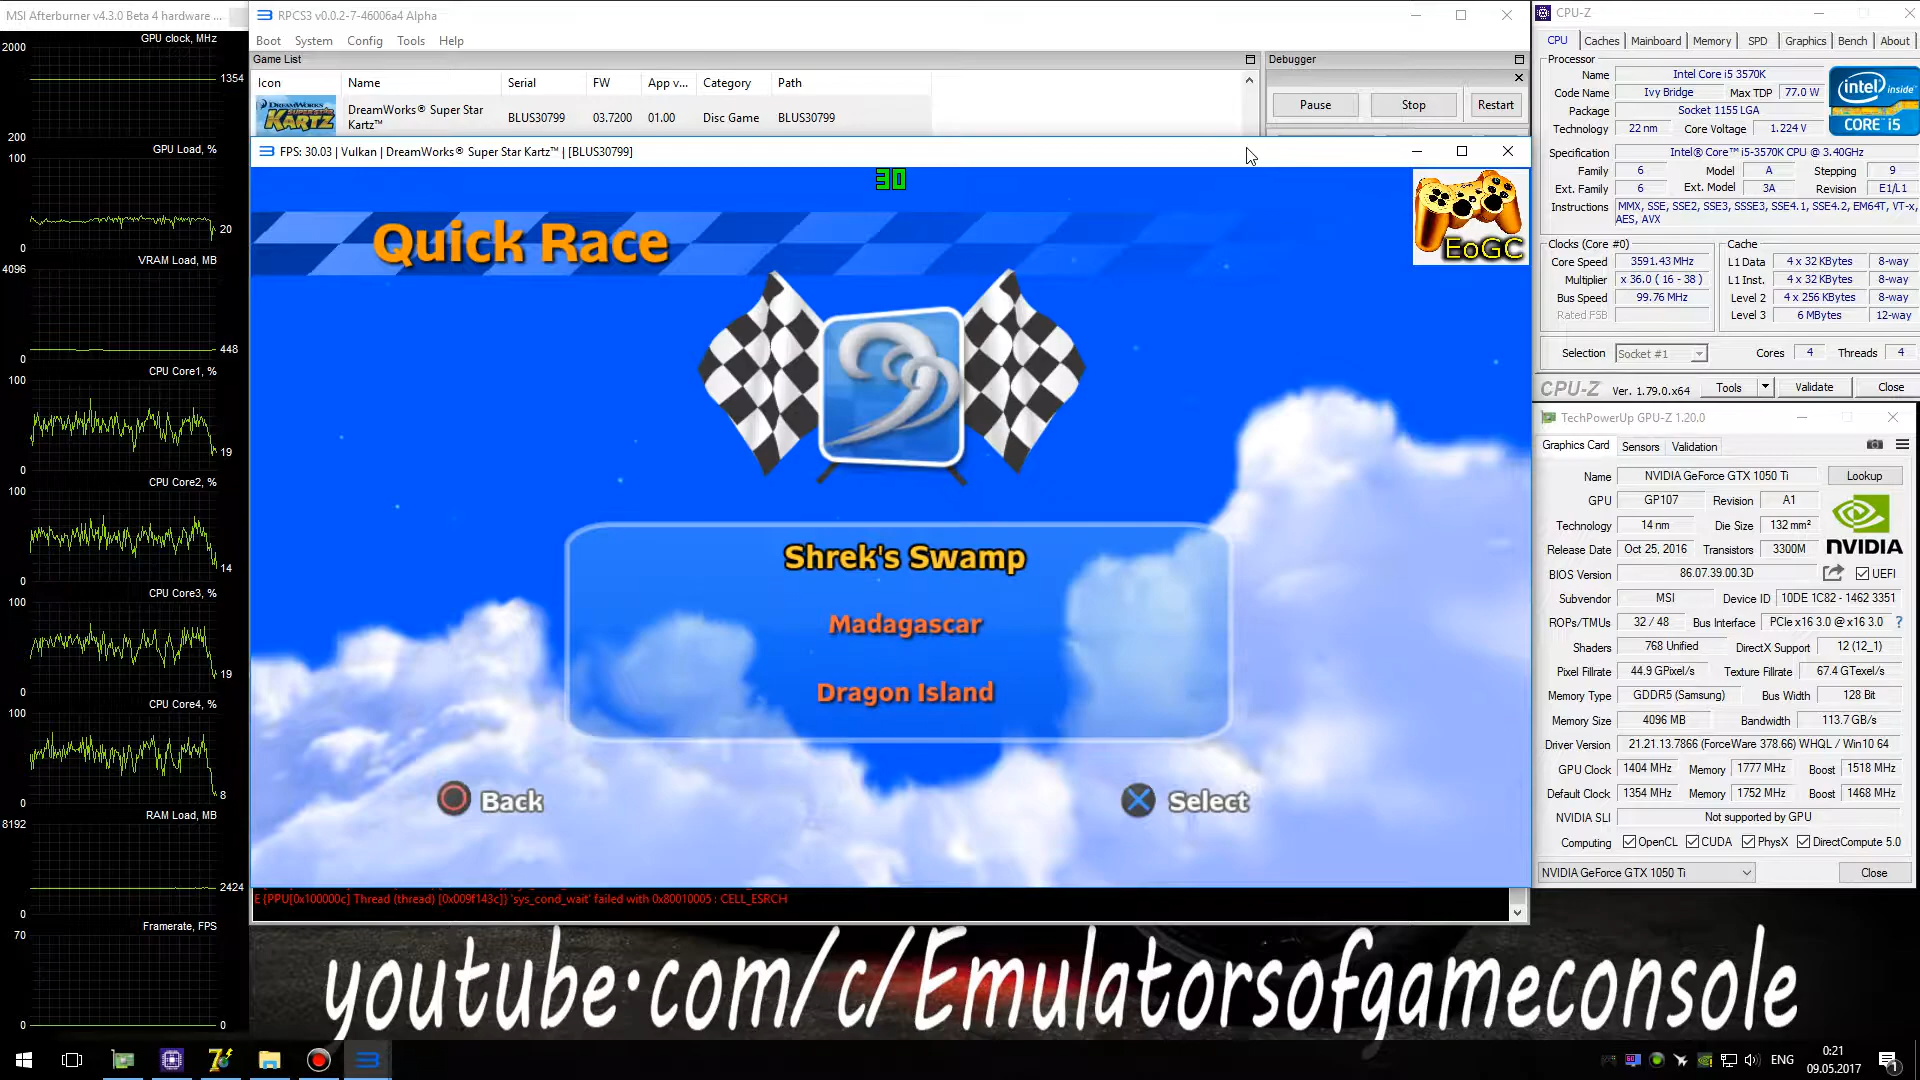 MSI Afterburner v4.3.0 Beta 4 hardware ...
GPU clock, MHz
2000
1354
200
GPU Load, %
100
20
0
VRAM Load, MB
4096
448
0
CPU Core1, %
100
19
0
CPU Core2, %
100
14
0
CPU Core3, %
100
19
0
CPU Core4, %
100
8
0
RAM Load, MB
8192
2424
0
Framerate, FPS
70
0
0
RPCS3 v0.0.2-7-46006a4 Alpha
Boot System Config Tools Help
Game List
Icon Name Serial FW App v... Category Path
DREAMWORKS SUPER STAR KARTZ
DreamWorks® Super Star Kartz™ BLUS30799 03.7200 01.00 Disc Game BLUS30799
Debugger
Pause Stop Restart
FPS: 30.03 | Vulkan | DreamWorks® Super Star Kartz™ | [BLUS30799]
30
EoGC
Quick Race
Shrek's Swamp
Madagascar
Dragon Island
Back
Select
E {PPU[0x100000c] Thread (thread) [0x009f143c]} 'sys_cond_wait' failed with 0x80010005 : CELL_ESRCH
youtube.com/c/Emulatorsofgameconsole
CPU-Z
CPU Caches Mainboard Memory SPD Graphics Bench About
Processor
Name Intel Core i5 3570K
Code Name Ivy Bridge Max TDP 77.0 W
Package Socket 1155 LGA
Technology 22 nm Core Voltage 1.224 V
intel inside™
CORE i5
Specification Intel® Core™ i5-3570K CPU @ 3.40GHz
Family 6 Model A Stepping 9
Ext. Family 6 Ext. Model 3A Revision E1/L1
Instructions MMX, SSE, SSE2, SSE3, SSSE3, SSE4.1, SSE4.2, EM64T, VT-x,
AES, AVX
Clocks (Core #0)
Core Speed 3591.43 MHz
Multiplier x 36.0 ( 16 - 38 )
Bus Speed 99.76 MHz
Rated FSB
Cache
L1 Data 4 x 32 KBytes 8-way
L1 Inst. 4 x 32 KBytes 8-way
Level 2 4 x 256 KBytes 8-way
Level 3 6 MBytes 12-way
Selection Socket #1 Cores 4 Threads 4
CPU-Z Ver. 1.79.0.x64 Tools Validate Close
TechPowerUp GPU-Z 1.20.0
Graphics Card Sensors Validation
Name NVIDIA GeForce GTX 1050 Ti Lookup
GPU GP107 Revision A1
Technology 14 nm Die Size 132 mm²
Release Date Oct 25, 2016 Transistors 3300M
NVIDIA
BIOS Version 86.07.39.00.3D UEFI
Subvendor MSI Device ID 10DE 1C82 - 1462 3351
ROPs/TMUs 32 / 48 Bus Interface PCIe x16 3.0 @ x16 3.0 ?
Shaders 768 Unified DirectX Support 12 (12_1)
Pixel Fillrate 44.9 GPixel/s Texture Fillrate 67.4 GTexel/s
Memory Type GDDR5 (Samsung) Bus Width 128 Bit
Memory Size 4096 MB Bandwidth 113.7 GB/s
Driver Version 21.21.13.7866 (ForceWare 378.66) WHQL / Win10 64
GPU Clock 1404 MHz Memory 1777 MHz Boost 1518 MHz
Default Clock 1354 MHz Memory 1752 MHz Boost 1468 MHz
NVIDIA SLI Not supported by GPU
Computing OpenCL CUDA PhysX DirectCompute 5.0
NVIDIA GeForce GTX 1050 Ti Close
ENG
0:21
09.05.2017
1